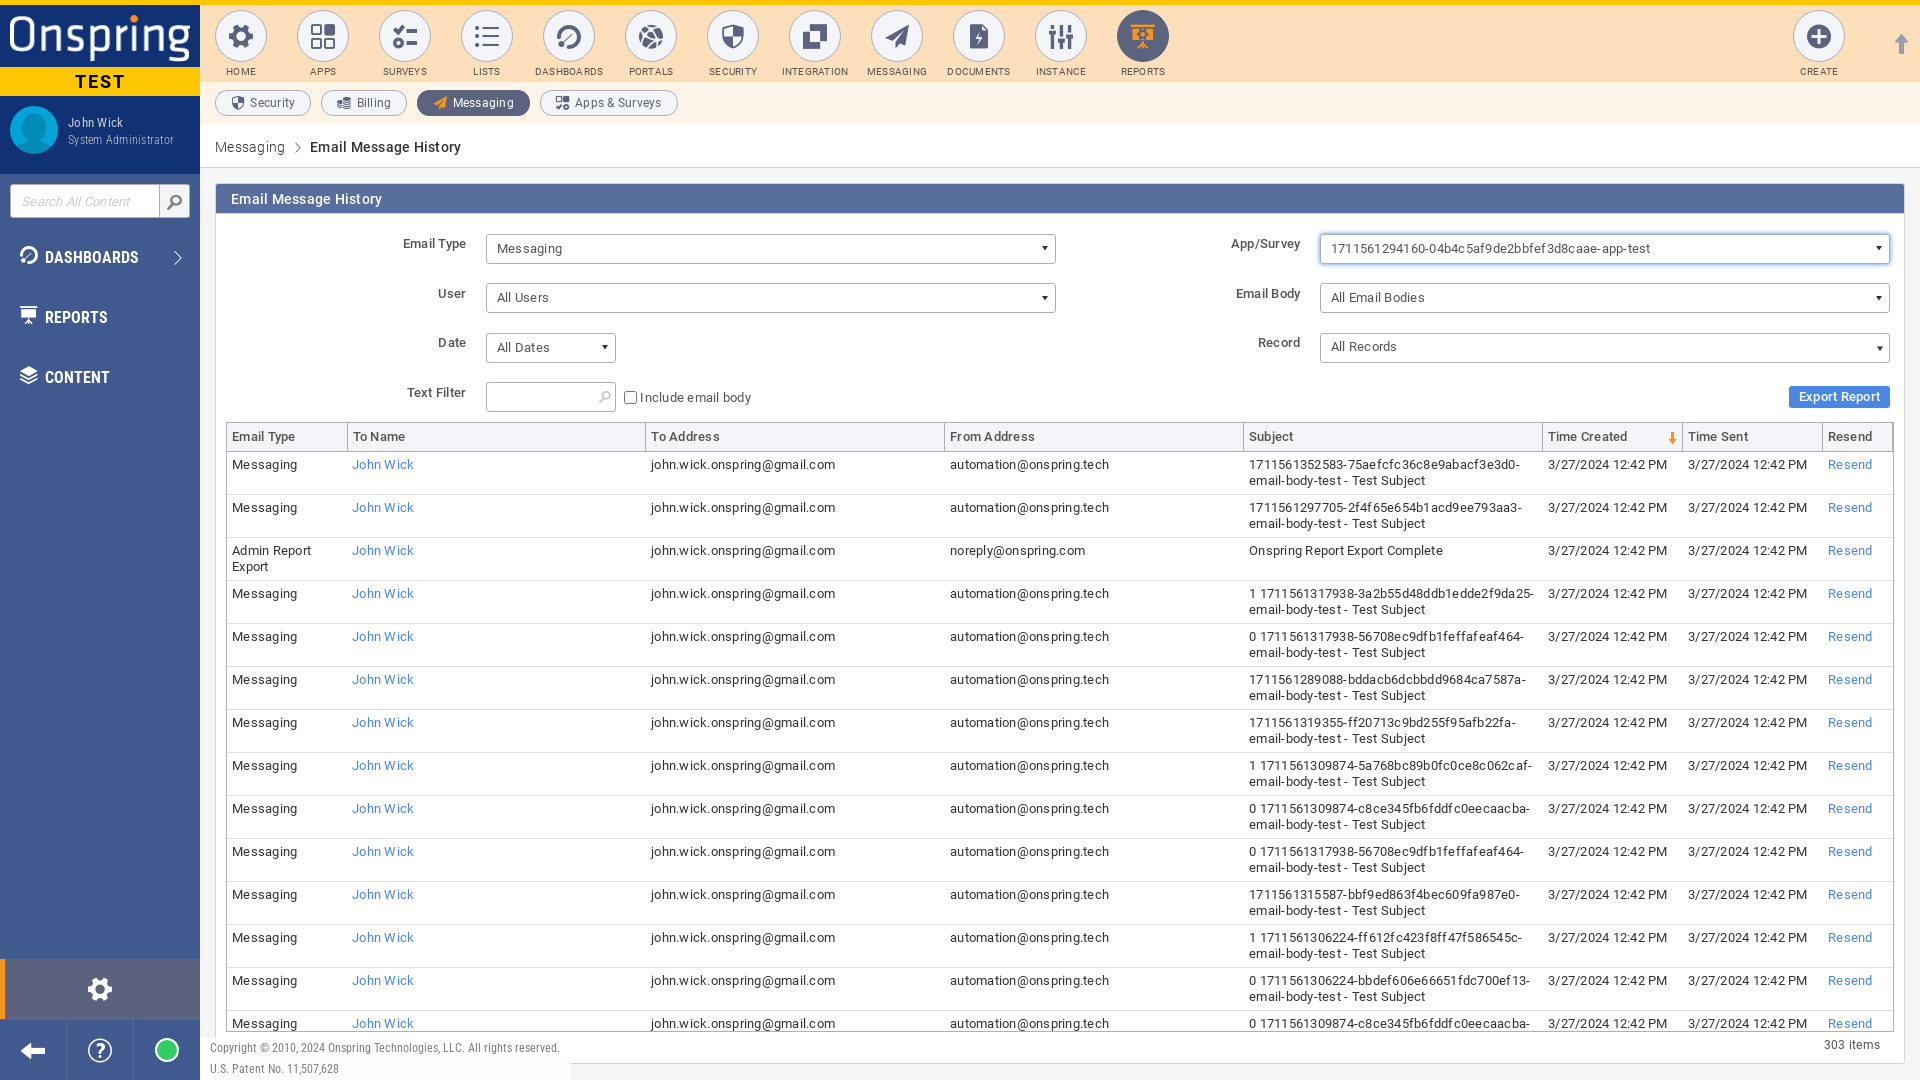 Onspring
TEST
John Wick
System Administrator
Search All Content
DASHBOARDS
REPORTS
CONTENT
HOME APPS SURVEYS LISTS DASHBOARDS PORTALS SECURITY INTEGRATION MESSAGING DOCUMENTS INSTANCE REPORTS CREATE
Security Billing Messaging Apps & Surveys
Messaging > Email Message History
Email Message History
Email Type Messaging App/Survey 1711561294160-04b4c5af9de2bbfef3d8caae-app-test
User All Users Email Body All Email Bodies
Date All Dates Record All Records
Text Filter Include email body Export Report
Email Type To Name To Address From Address Subject Time Created Time Sent Resend
Messaging John Wick john.wick.onspring@gmail.com automation@onspring.tech 1711561352583-75aefcfc36c8e9abacf3e3d0- 3/27/2024 12:42 PM 3/27/2024 12:42 PM Resend
email-body-test - Test Subject
Messaging John Wick john.wick.onspring@gmail.com automation@onspring.tech 1711561297705-2f4f65e654b1acd9ee793aa3- 3/27/2024 12:42 PM 3/27/2024 12:42 PM Resend
email-body-test - Test Subject
Admin Report John Wick john.wick.onspring@gmail.com noreply@onspring.com Onspring Report Export Complete 3/27/2024 12:42 PM 3/27/2024 12:42 PM Resend
Export
Messaging John Wick john.wick.onspring@gmail.com automation@onspring.tech 1 1711561317938-3a2b55d48ddb1edde2f9da25- 3/27/2024 12:42 PM 3/27/2024 12:42 PM Resend
email-body-test - Test Subject
Messaging John Wick john.wick.onspring@gmail.com automation@onspring.tech 0 1711561317938-56708ec9dfb1feffafeaf464- 3/27/2024 12:42 PM 3/27/2024 12:42 PM Resend
email-body-test - Test Subject
Messaging John Wick john.wick.onspring@gmail.com automation@onspring.tech 1711561289088-bddacb6dcbbdd9684ca7587a- 3/27/2024 12:42 PM 3/27/2024 12:42 PM Resend
email-body-test - Test Subject
Messaging John Wick john.wick.onspring@gmail.com automation@onspring.tech 1711561319355-ff20713c9bd255f95afb22fa- 3/27/2024 12:42 PM 3/27/2024 12:42 PM Resend
email-body-test - Test Subject
Messaging John Wick john.wick.onspring@gmail.com automation@onspring.tech 1 1711561309874-5a768bc89b0fc0ce8c062caf- 3/27/2024 12:42 PM 3/27/2024 12:42 PM Resend
email-body-test - Test Subject
Messaging John Wick john.wick.onspring@gmail.com automation@onspring.tech 0 1711561309874-c8ce345fb6fddfc0eecaacba- 3/27/2024 12:42 PM 3/27/2024 12:42 PM Resend
email-body-test - Test Subject
Messaging John Wick john.wick.onspring@gmail.com automation@onspring.tech 0 1711561317938-56708ec9dfb1feffafeaf464- 3/27/2024 12:42 PM 3/27/2024 12:42 PM Resend
email-body-test - Test Subject
Messaging John Wick john.wick.onspring@gmail.com automation@onspring.tech 1711561315587-bbf9ed863f4bec609fa987e0- 3/27/2024 12:42 PM 3/27/2024 12:42 PM Resend
email-body-test - Test Subject
Messaging John Wick john.wick.onspring@gmail.com automation@onspring.tech 1 1711561306224-ff612fc423f8ff47f586545c- 3/27/2024 12:42 PM 3/27/2024 12:42 PM Resend
email-body-test - Test Subject
Messaging John Wick john.wick.onspring@gmail.com automation@onspring.tech 0 1711561306224-bbdef606e66651fdc700ef13- 3/27/2024 12:42 PM 3/27/2024 12:42 PM Resend
email-body-test - Test Subject
Messaging John Wick john.wick.onspring@gmail.com automation@onspring.tech 0 1711561309874-c8ce345fb6fddfc0eecaacba- 3/27/2024 12:42 PM 3/27/2024 12:42 PM Resend
303 items
Copyright © 2010, 2024 Onspring Technologies, LLC. All rights reserved.
U.S. Patent No. 11,507,628